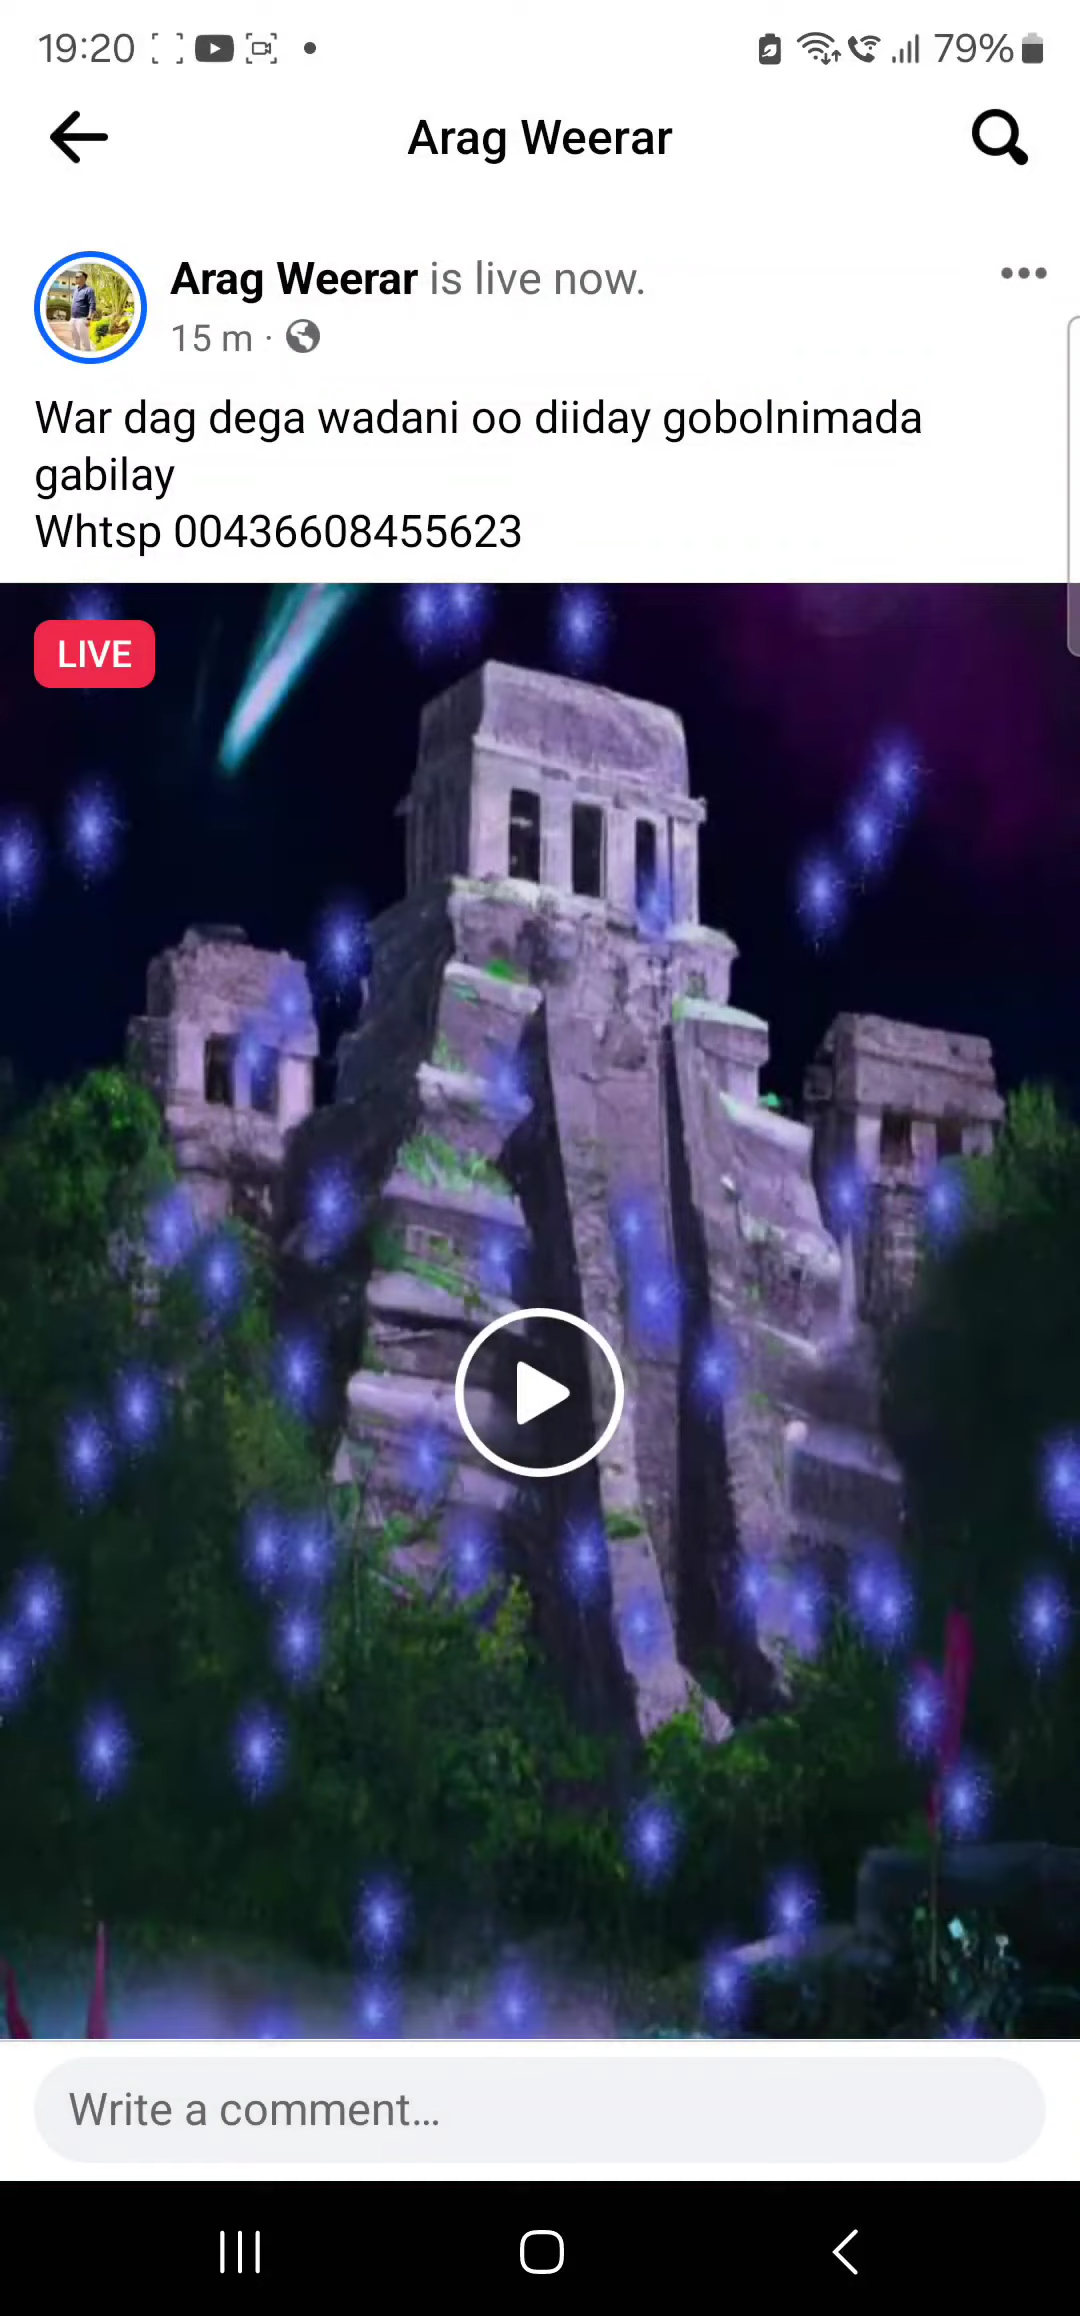 19:20
79%
Arag Weerar
Arag Weerar is live now.
15 m ·
War dag dega wadani oo diiday gobolnimada
gabilay
Whtsp 00436608455623
LIVE
Write a comment...